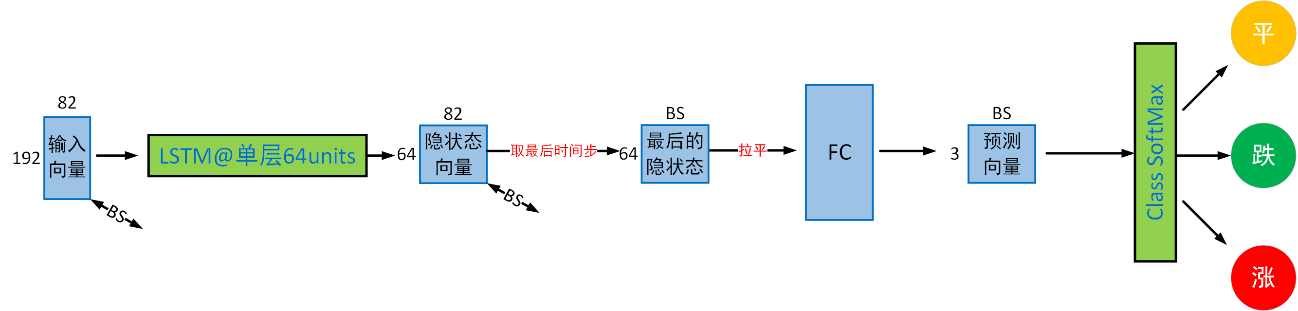 82
192
输入
向量
BS
LSTM@单层64units
82
64
隐状态
向量
BS
取最后时间步
BS
64
最后的
隐状态
拉平
FC
BS
3
预测
向量
Class SoftMax
平
跌
涨